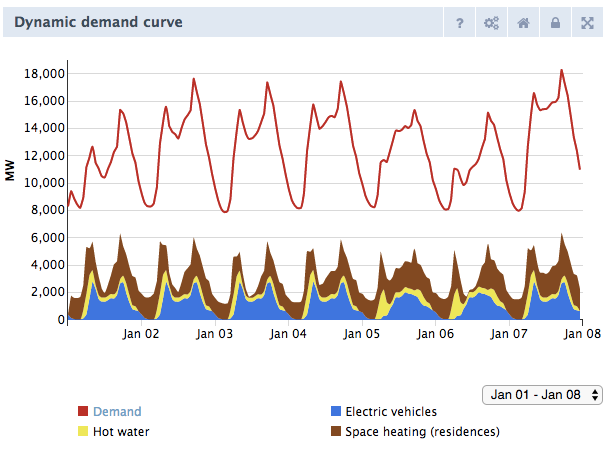 Dynamic demand curve ?
MW
18,000
16,000
14,000
12,000
10,000
8,000
6,000
4,000
2,000
0
Jan 02 Jan 03 Jan 04 Jan 05 Jan 06 Jan 07 Jan 08
Jan 01 - Jan 08
Demand Electric vehicles
Hot water Space heating (residences)